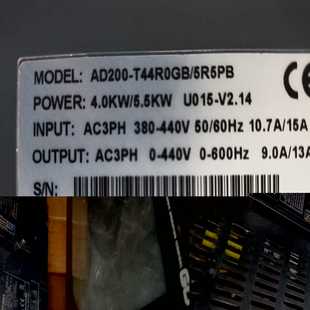 MODEL: AD200-T44R0GB/5R5PB
POWER: 4.0KW/5.5KW U015-V2.14
INPUT: AC3PH 380-440V 50/60Hz 10.7A/15A
OUTPUT: AC3PH 0-440V 0-600Hz 9.0A/13A
S/N:
CE